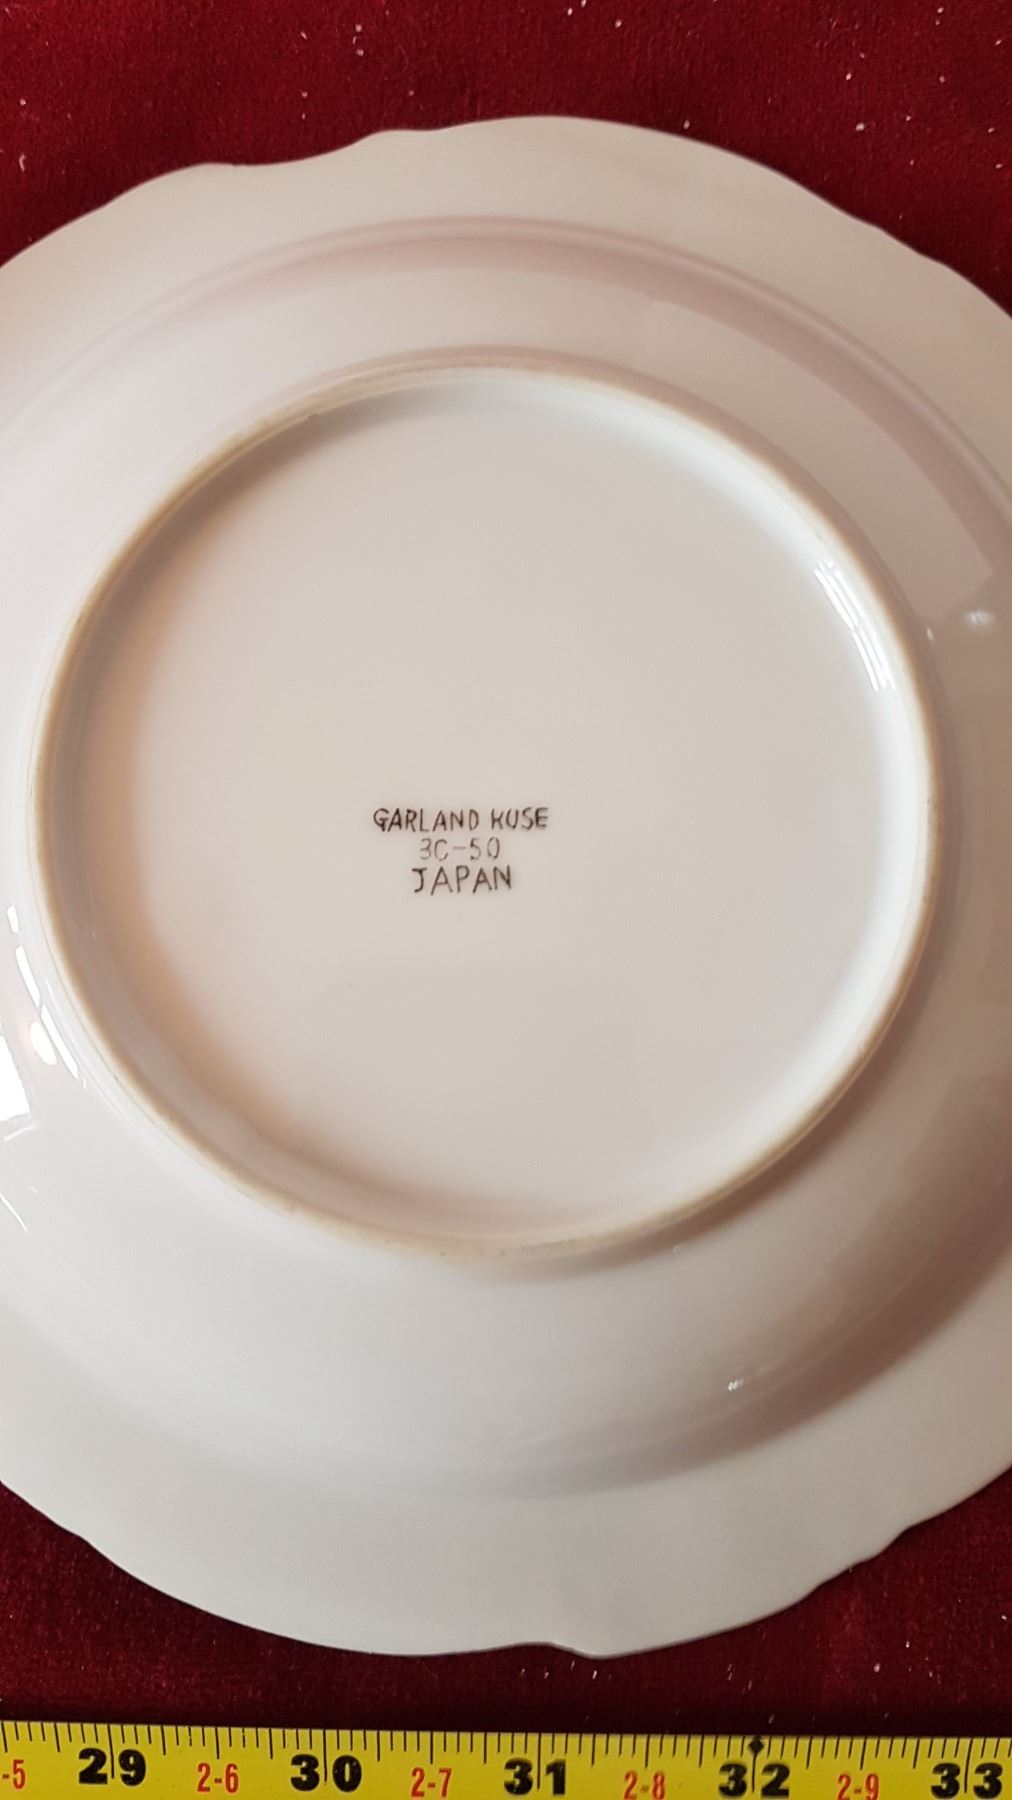 GARLAND KUSE
3C-50
JAPAN
-5 29 2-6 30 2-7 31 2-8 32 2-9 33